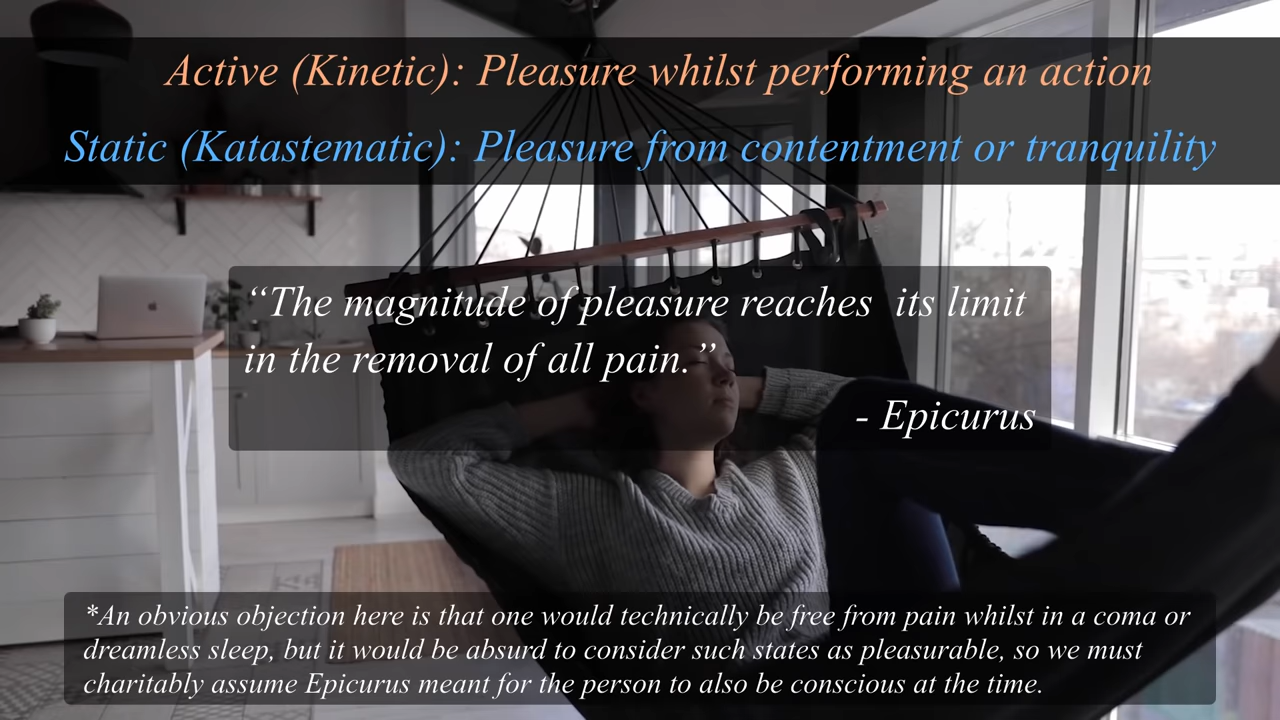 Active (Kinetic): Pleasure whilst performing an action
Static (Katastematic): Pleasure from contentment or tranquility
“The magnitude of pleasure reaches its limit
in the removal of all pain.”
- Epicurus
*An obvious objection here is that one would technically be free from pain whilst in a coma or
dreamless sleep, but it would be absurd to consider such states as pleasurable, so we must
charitably assume Epicurus meant for the person to also be conscious at the time.